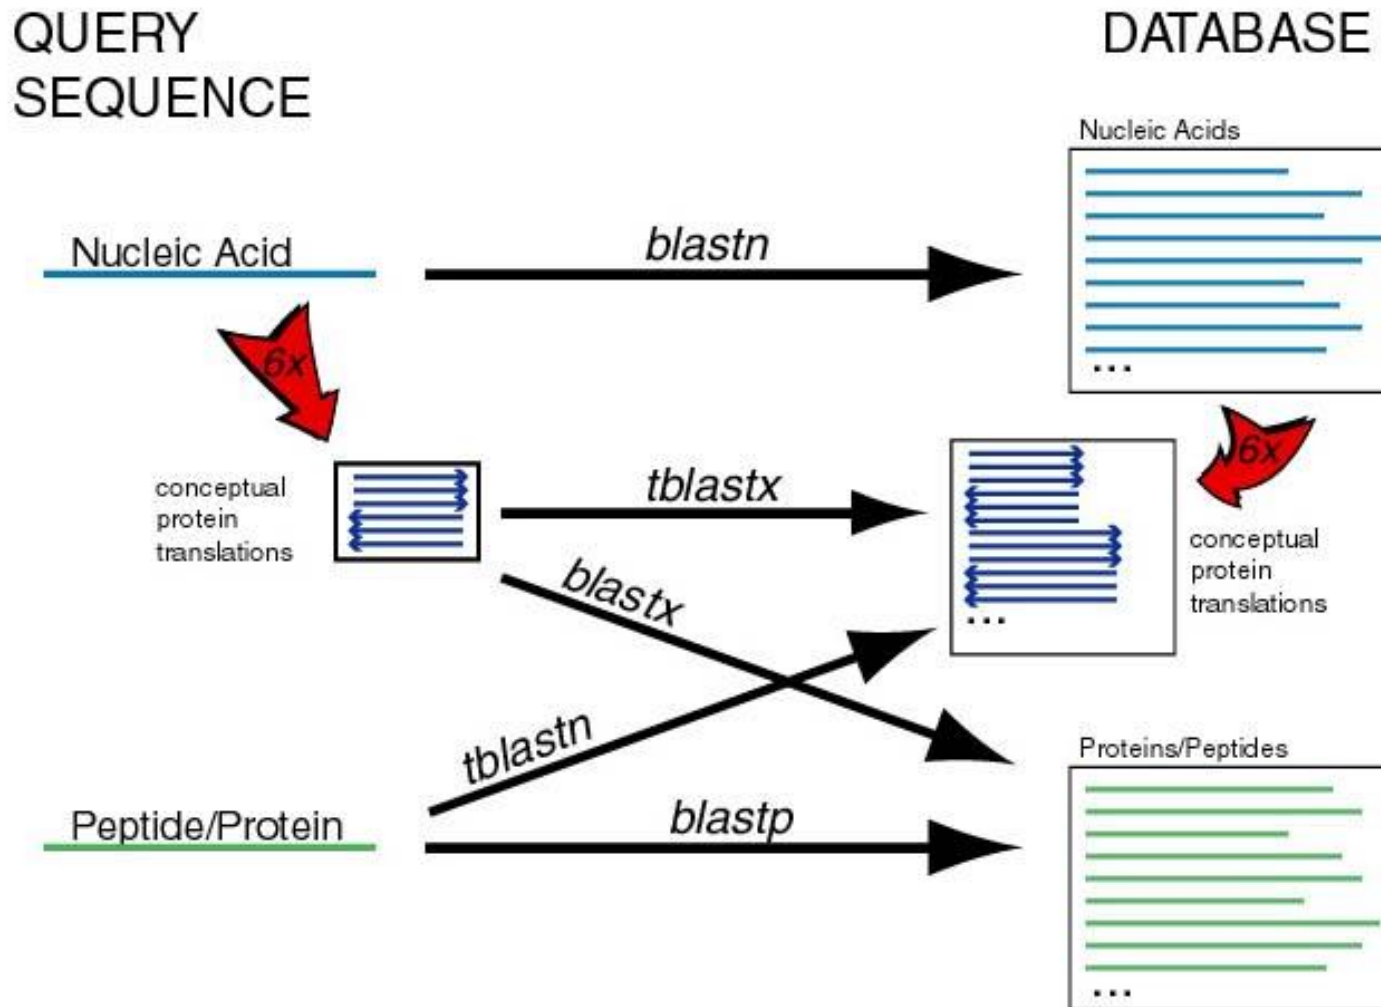 QUERY
SEQUENCE
DATABASE
Nucleic Acids
Nucleic Acid
blastn
...
6x
6x
conceptual
protein
translations
tblastx
conceptual
protein
translations
...
blastx
tblastn
Proteins/Peptides
Peptide/Protein
blastp
...